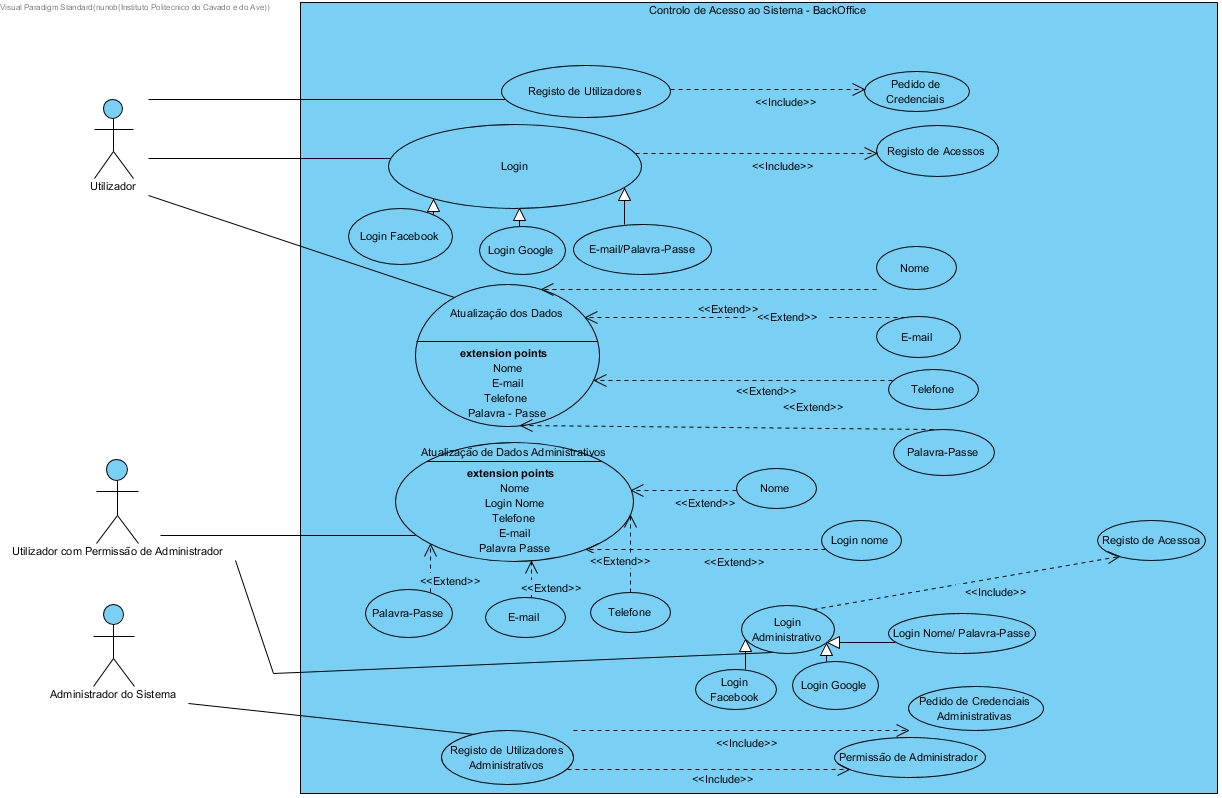 Visual Paradigm Standard(nunob(Instituto Politecnico do Cavado e do Ave))
Controlo de Acesso ao Sistema - BackOffice
Registo de Utilizadores
<<Include>>
Pedido de
Credenciais
Utilizador
Login
<<Include>>
Registo de Acessos
Login Facebook
Login Google
E-mail/Palavra-Passe
Nome
<<Extend>>
<<Extend>>
E-mail
Atualização dos Dados
extension points
Nome
E-mail
Telefone
Palavra - Passe
<<Extend>>
Telefone
<<Extend>>
Palavra-Passe
Atualização de Dados Administrativos
extension points
Nome
Login Nome
Telefone
E-mail
Palavra Passe
<<Extend>>
Nome
Utilizador com Permissão de Administrador
Login nome
<<Extend>>
<<Extend>>
<<Extend>>
<<Extend>>
Palavra-Passe
E-mail
Telefone
Registo de Acessoa
<<Include>>
Login
Administrativo
Login Nome/ Palavra-Passe
Login
Facebook
Login Google
Administrador do Sistema
Registo de Utilizadores
Administrativos
<<Include>>
Pedido de Credenciais
Administrativas
<<Include>>
Permissão de Administrador